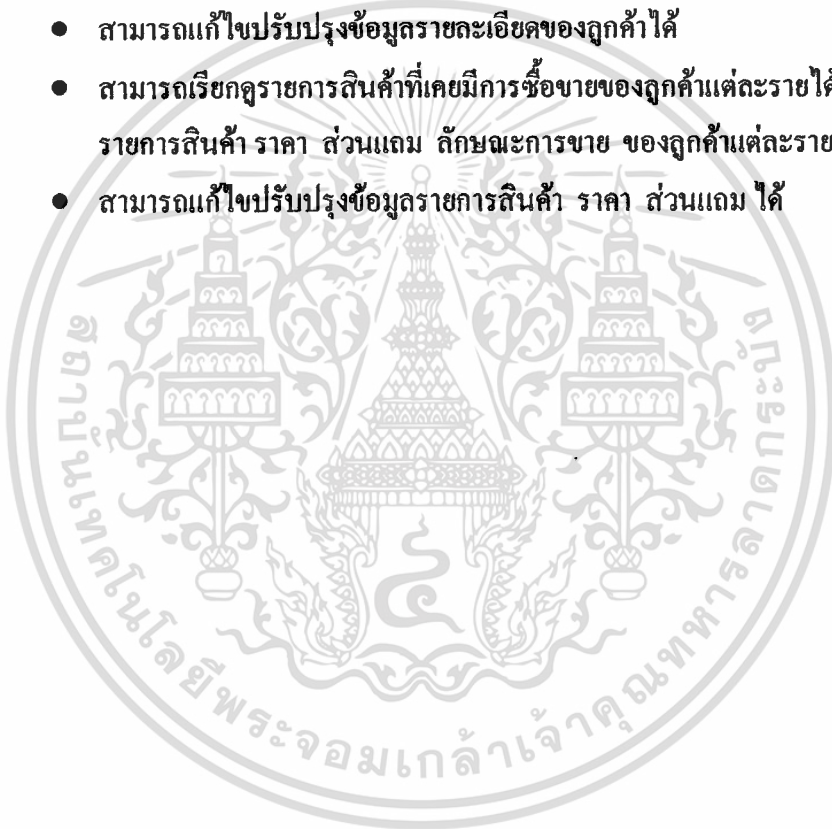 ● สามารถแก้ไขปรับปรุงข้อมูลรายละเอียดของลูกค้าได้
● สามารถเรียกดูรายการสินค้าที่เคยมีการซื้อขายของลูกค้าแต่ละรายได้
รายการสินค้า ราคา ส่วนแถม ลักษณะการขาย ของลูกค้าแต่ละราย
● สามารถแก้ไขปรับปรุงข้อมูลรายการสินค้า ราคา ส่วนแถม ได้
สถาบันเทคโนโลยีพระจอมเกล้าเจ้าคุณทหารลาดกระบัง